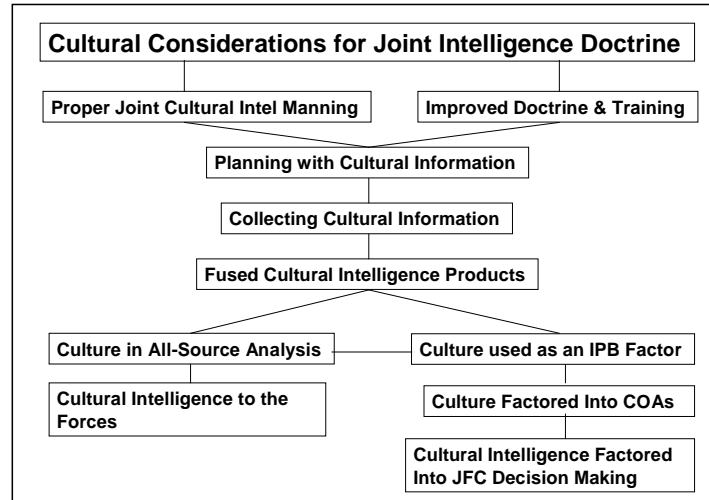 Cultural Considerations for Joint Intelligence Doctrine
Proper Joint Cultural Intel Manning
Improved Doctrine & Training
Planning with Cultural Information
Collecting Cultural Information
Fused Cultural Intelligence Products
Culture in All-Source Analysis
Culture used as an IPB Factor
Cultural Intelligence to the
Forces
Culture Factored Into COAs
Cultural Intelligence Factored
Into JFC Decision Making